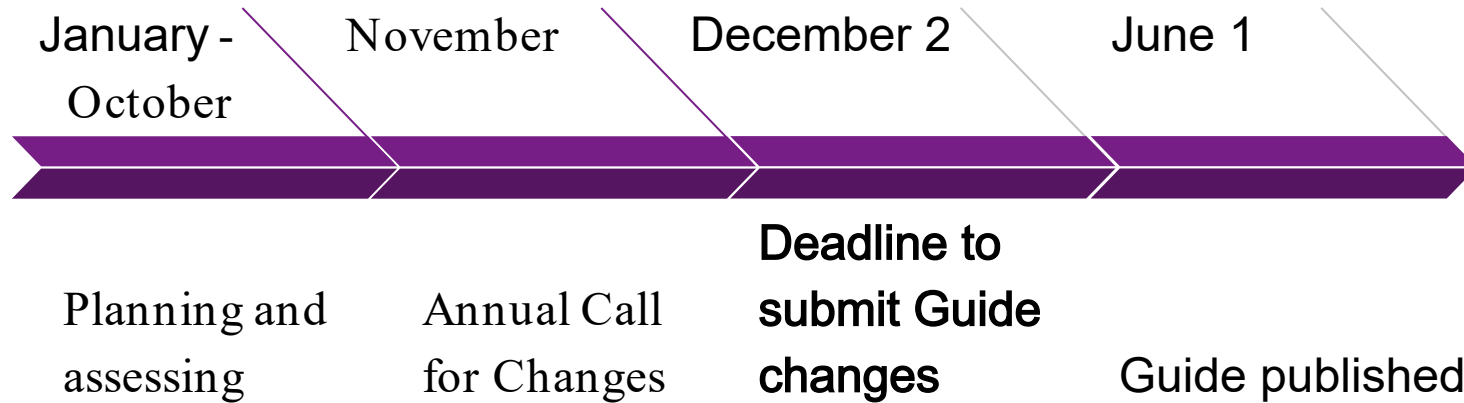 January - October
November
December 2
June 1
Planning and
assessing
Annual Call
for Changes
Deadline to
submit Guide
changes
Guide published